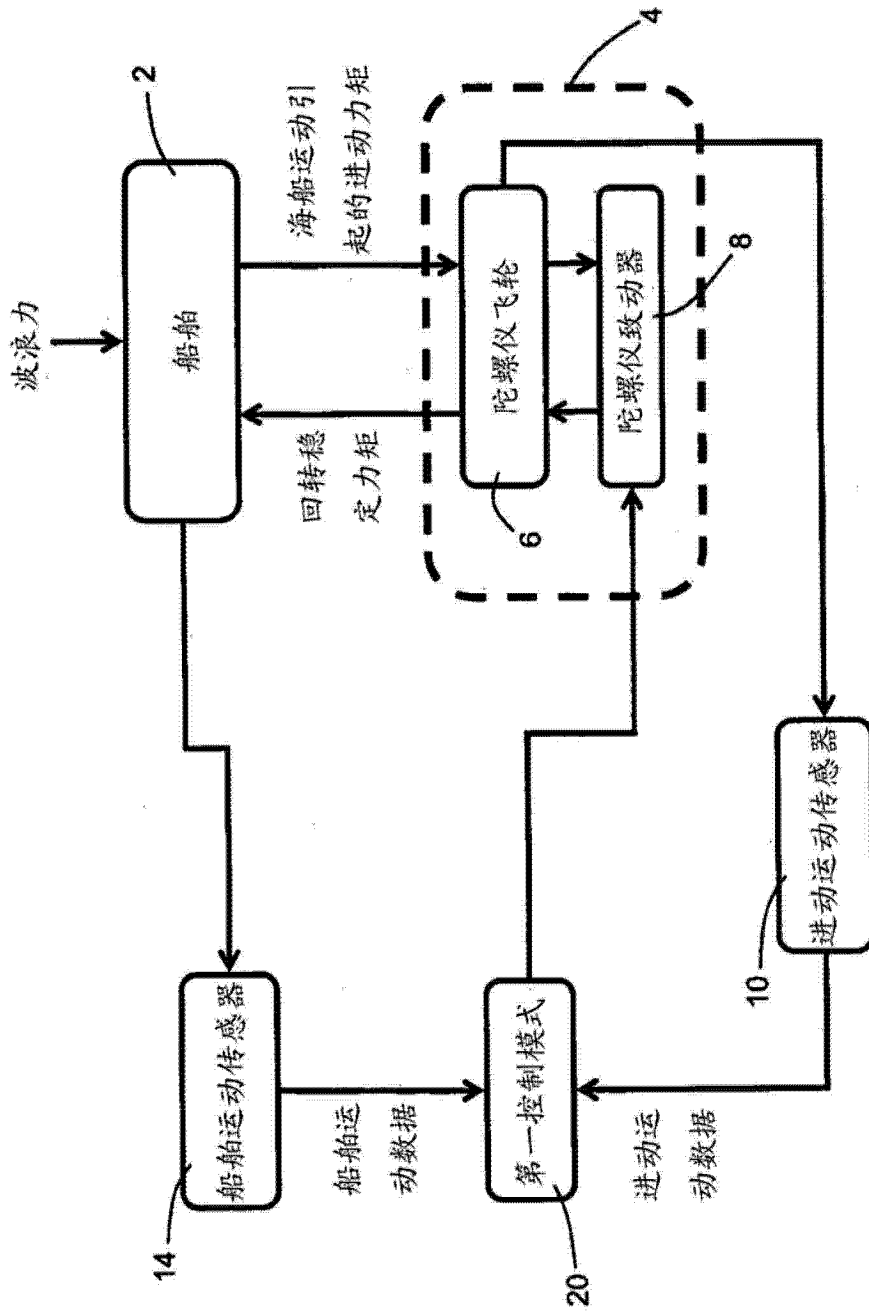 波浪力
2
船舶
海船运动引
起的进动力矩
回转稳
定力矩
4
陀螺仪飞轮
6
陀螺仪致动器
8
14
船舶运动传感器
船舶运
动数据
20
第一控制模式
进动运
动数据
10
进动运动传感器